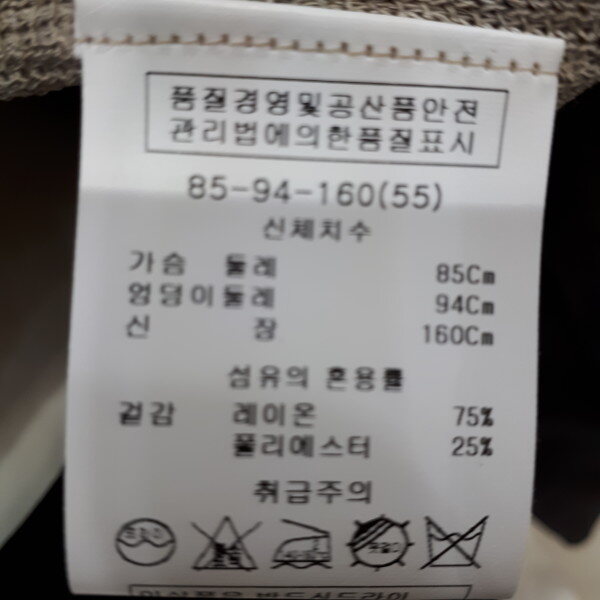 품질경영및공산품안전
관리법에의한품질표시
85-94-160(55)
신체치수
가슴 둘레 85Cm
엉덩이둘레 94Cm
신 장 160Cm
섬유의 혼용률
겉감 레이온 75%
폴리에스터 25%
취급주의
드라이